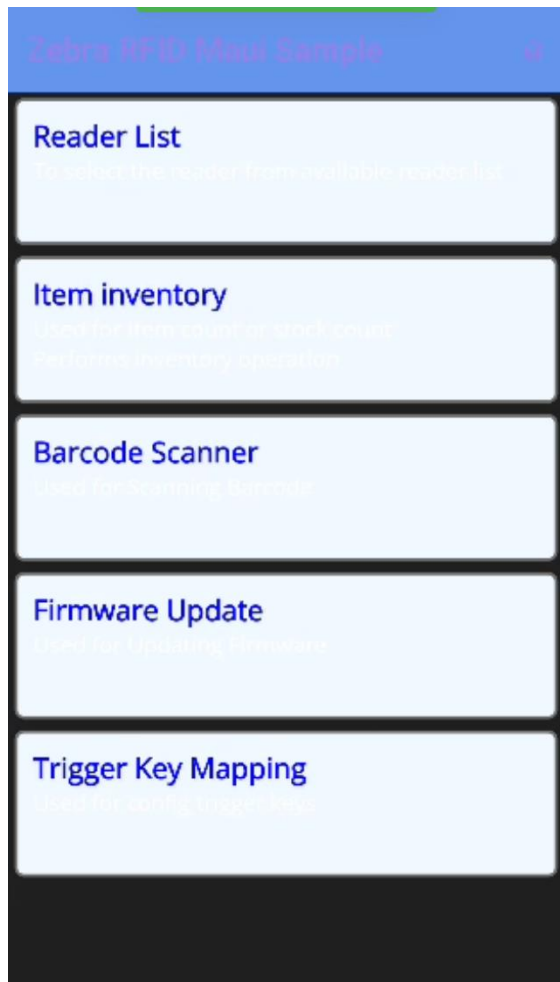 Zebra RFID Maui Sample
Reader List
To select the reader from available reader list
Item inventory
Used for item count or stock count
Performs inventory operation
Barcode Scanner
Used for Scanning Barcode
Firmware Update
Used for Updating Firmware
Trigger Key Mapping
Used for trigger keys